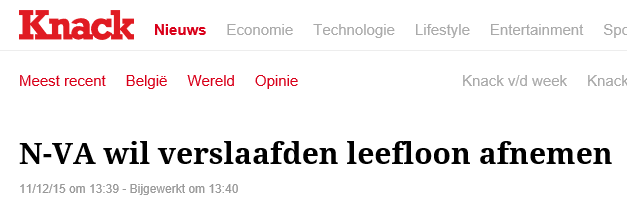 Knack Nieuws Economie Technologie Lifestyle Entertainment
Meest recent België Wereld Opinie Knack v/d week Knack
N-VA wil verslaafden leefloon afnemen
11/12/15 om 13:39 - Bijgewerkt om 13:40